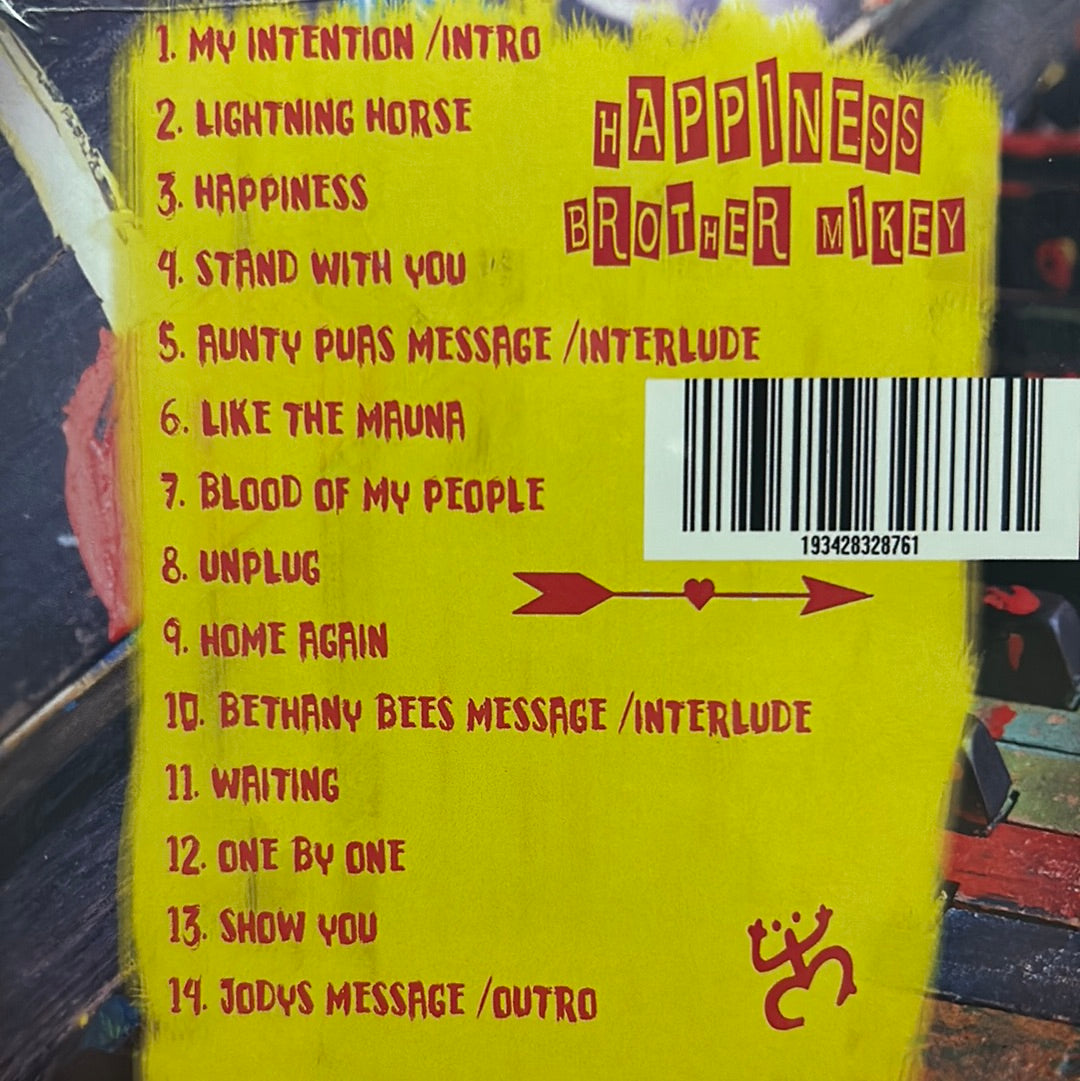 1. MY INTENTION /INTRO
2. LIGHTNING HORSE
3. HAPPINESS
4. STAND WITH YOU
5. AUNTY PUAS MESSAGE /INTERLUDE
6. LIKE THE MAUNA
7. BLOOD OF MY PEOPLE
8. UNPLUG
9. HOME AGAIN
10. BETHANY BEES MESSAGE /INTERLUDE
11. WAITING
12. ONE BY ONE
13. SHOW YOU
14. JODYS MESSAGE /OUTRO
HAPPINESS
BROTHER MIKEY
193428328761